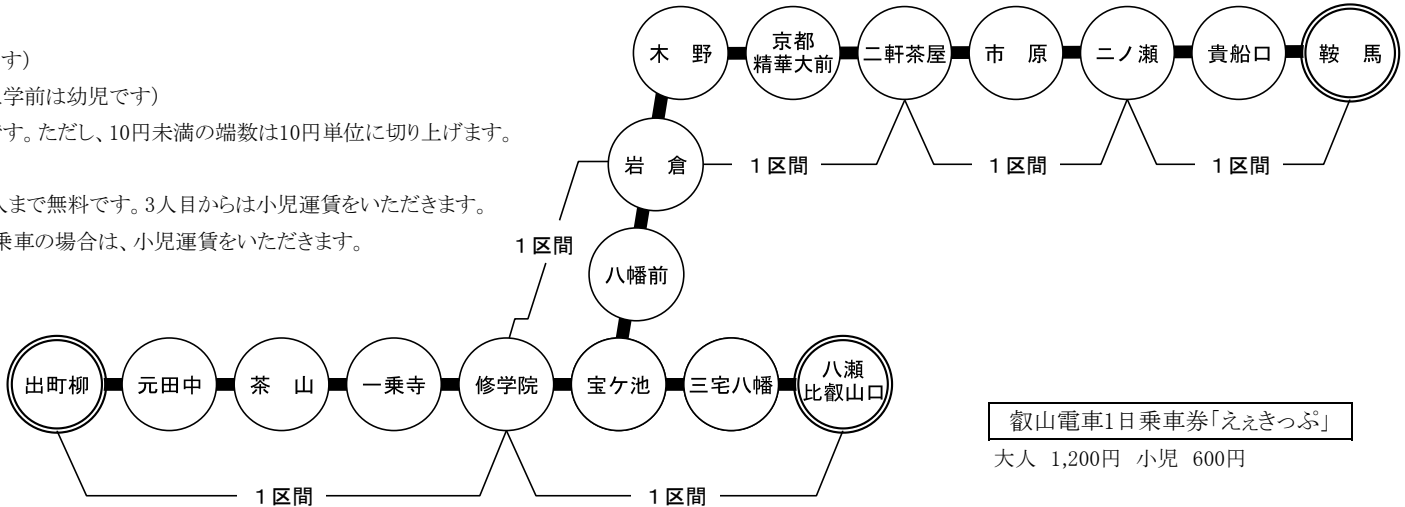 す）
学前は幼児です）
す。ただし、10円未満の端数は10円単位に切り上げます。
人まで無料です。3人目からは小児運賃をいただきます。
乗車の場合は、小児運賃をいただきます。
木　野
京都
精華大前
二軒茶屋
市　原
ニノ瀬
貴船口
鞍　馬
岩　倉
１区間
１区間
１区間
１区間
八幡前
出町柳
元田中
茶　山
一乗寺
修学院
宝ケ池
三宅八幡
八瀬
比叡山口
１区間
１区間
叡山電車1日乗車券「えぇきっぷ」
大人 1,200円 小児 600円